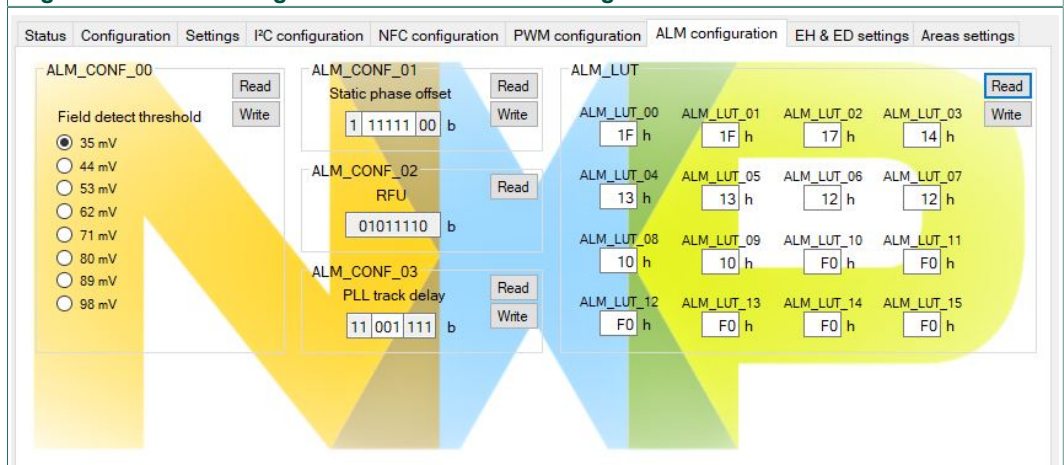 Status Configuration Settings I²C configuration NFC configuration PWM configuration ALM configuration EH & ED settings Areas settings
ALM_CONF_00
Read
Write
Field detect threshold
35 mV
44 mV
53 mV
62 mV
71 mV
80 mV
89 mV
98 mV
ALM_CONF_01
Static phase offset
Read
Write
1 11111 00 b
ALM_CONF_02
RFU
Read
01011110 b
ALM_CONF_03
PLL track delay
Read
Write
11 001 111 b
ALM_LUT
Read
Write
ALM_LUT_00 ALM_LUT_01 ALM_LUT_02 ALM_LUT_03
1F h 1F h 17 h 14 h
ALM_LUT_04 ALM_LUT_05 ALM_LUT_06 ALM_LUT_07
13 h 13 h 12 h 12 h
ALM_LUT_08 ALM_LUT_09 ALM_LUT_10 ALM_LUT_11
10 h 10 h F0 h F0 h
ALM_LUT_12 ALM_LUT_13 ALM_LUT_14 ALM_LUT_15
F0 h F0 h F0 h F0 h
NXP